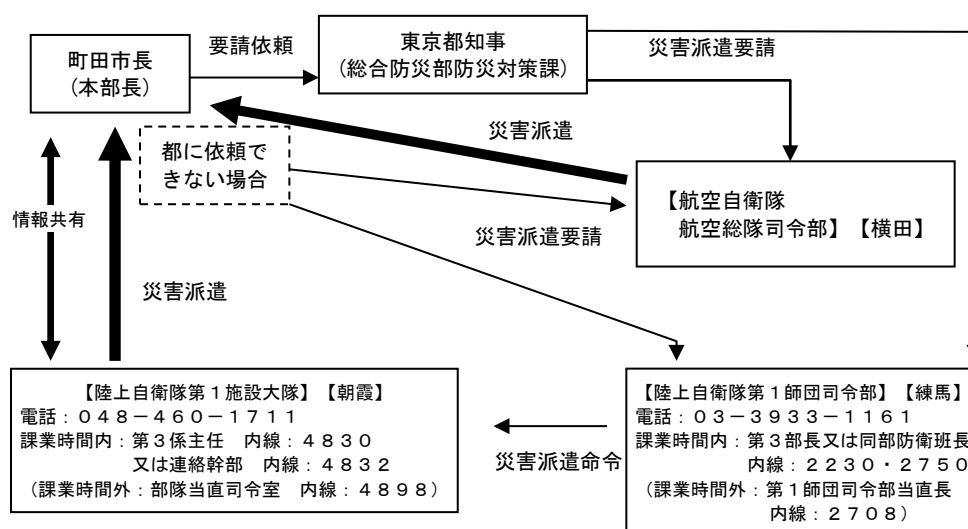 町田市長
(本部長)
要請依頼
東京都知事
(総合防災部防災対策課)
災害派遣要請
災害派遣
都に依頼で
きない場合
【航空自衛隊
航空総隊司令部】【横田】
情報共有
災害派遣要請
災害派遣
【陸上自衛隊第1施設大隊】【朝霞】
電話:048-460-1711
課業時間内:第3係主任 内線:4830
又は連絡幹部 内線:4832
(課業時間外:部隊当直司令室 内線:4898)
災害派遣命令
【陸上自衛隊第1師団司令部】【練馬】
電話:03-3933-1161
課業時間内:第3部長又は同部防衛班長
内線:2230・2750
(課業時間外:第1師団司令部当直長
内線:2708)